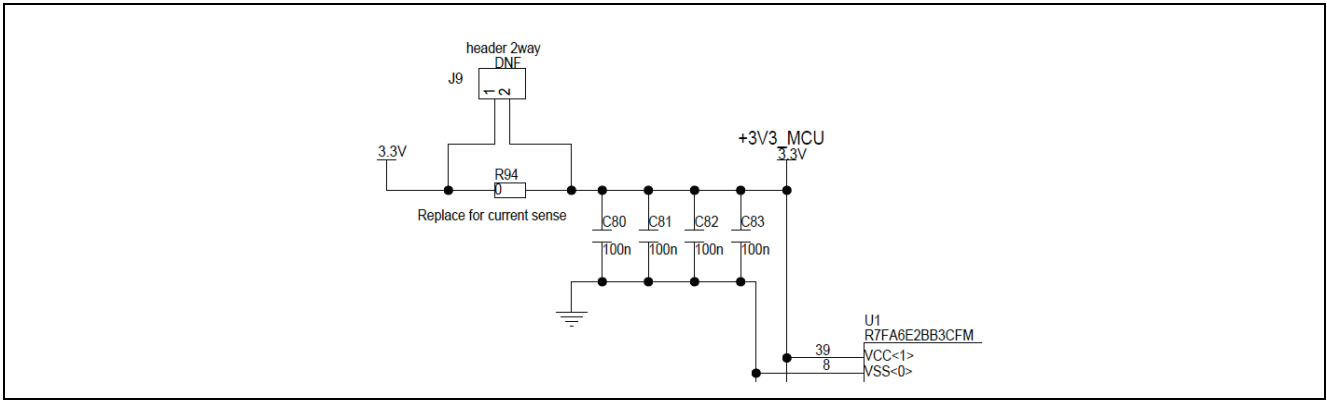 header 2way
DNF
J9
1
2
+3V3_MCU
3.3V
3.3V
R94
0
Replace for current sense
C80
C81
C82
C83
100n
100n
100n
100n
U1
R7FA6E2BB3CFM
39
VCC<1>
8
VSS<0>